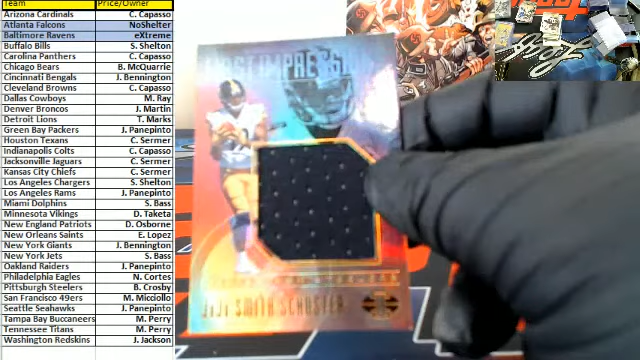 Team Price/Owner
Arizona Cardinals C. Capasso
Atlanta Falcons NoShelter
Baltimore Ravens eXtreme
Buffalo Bills S. Shelton
Carolina Panthers C. Capasso
Chicago Bears B. McQuarrie
Cincinnati Bengals J. Bennington
Cleveland Browns C. Capasso
Dallas Cowboys M. Ray
Denver Broncos J. Martin
Detroit Lions T. Marks
Green Bay Packers J. Panepinto
Houston Texans C. Sermer
Indianapolis Colts C. Capasso
Jacksonville Jaguars C. Sermer
Kansas City Chiefs C. Sermer
Los Angeles Chargers S. Shelton
Los Angeles Rams J. Panepinto
Miami Dolphins S. Bass
Minnesota Vikings D. Taketa
New England Patriots D. Osborne
New Orleans Saints E. Lopez
New York Giants J. Bennington
New York Jets S. Bass
Oakland Raiders J. Panepinto
Philadelphia Eagles N. Cortes
Pittsburgh Steelers B. Crosby
San Francisco 49ers M. Micciollo
Seattle Seahawks J. Panepinto
Tampa Bay Buccaneers M. Perry
Tennessee Titans M. Perry
Washington Redskins J. Jackson
FIRST IMPRESSI
JUJU SMITH-SCHUSTER